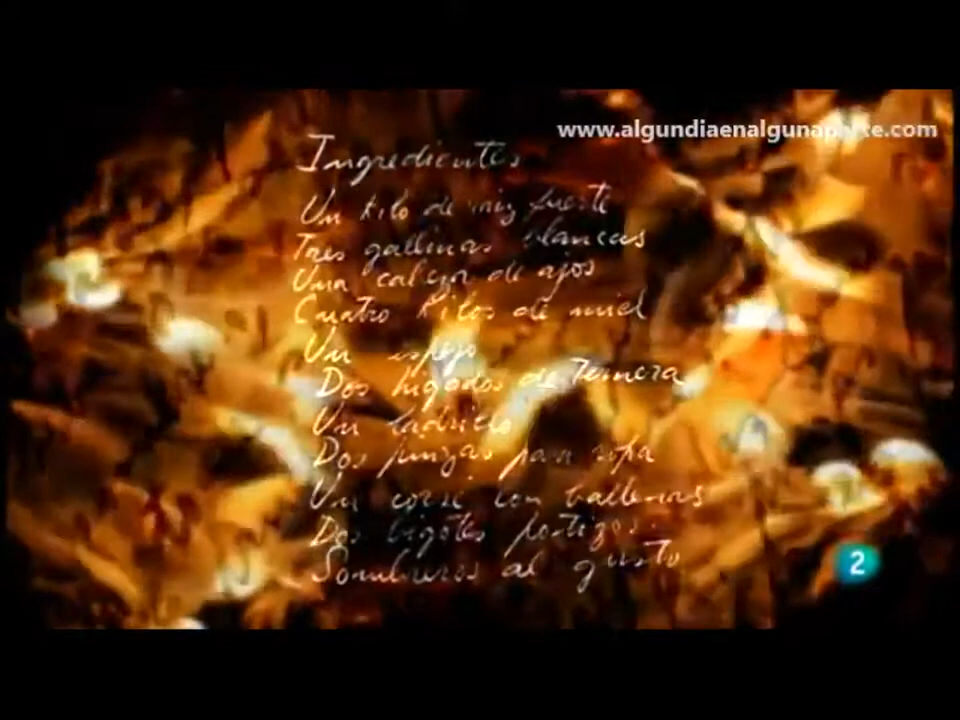 www.algundiaenalgunaparte.com
Ingredientes
Un kilo de raiz fuerte
Tres gallinas blancas
Una cabeza de ajos
Cuatro kilos de miel
Un espejo
Dos higados de ternera
Un ladrillo
Dos pinzas para ropa
Un corsé con ballenas
Dos bigotes postizos
Sombreros al gusto
2